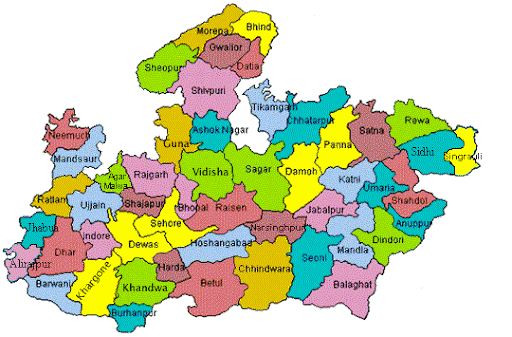 Morena
Bhind
Gwalior
Datia
Sheopur
Shivpuri
Tikamgarh
Chhatarpur
Ashok Nagar
Guna
Neemuch
Mandsaur
Panna
Satna
Rewa
Sidhi
Singrauli
Agar
Malwa
Rajgarh
Vidisha
Sagar
Damoh
Katni
Umaria
Shahdol
Ratlam
Ujjain
Shajapur
Bhopal
Raisen
Jabalpur
Anuppur
Jhabua
Indore
Sehore
Narsinghpur
Dindori
Alirajpur
Dhar
Dewas
Hoshangabad
Mandla
Barwani
Khargone
Khandwa
Harda
Betul
Chhindwara
Seoni
Balaghat
Burhanpur